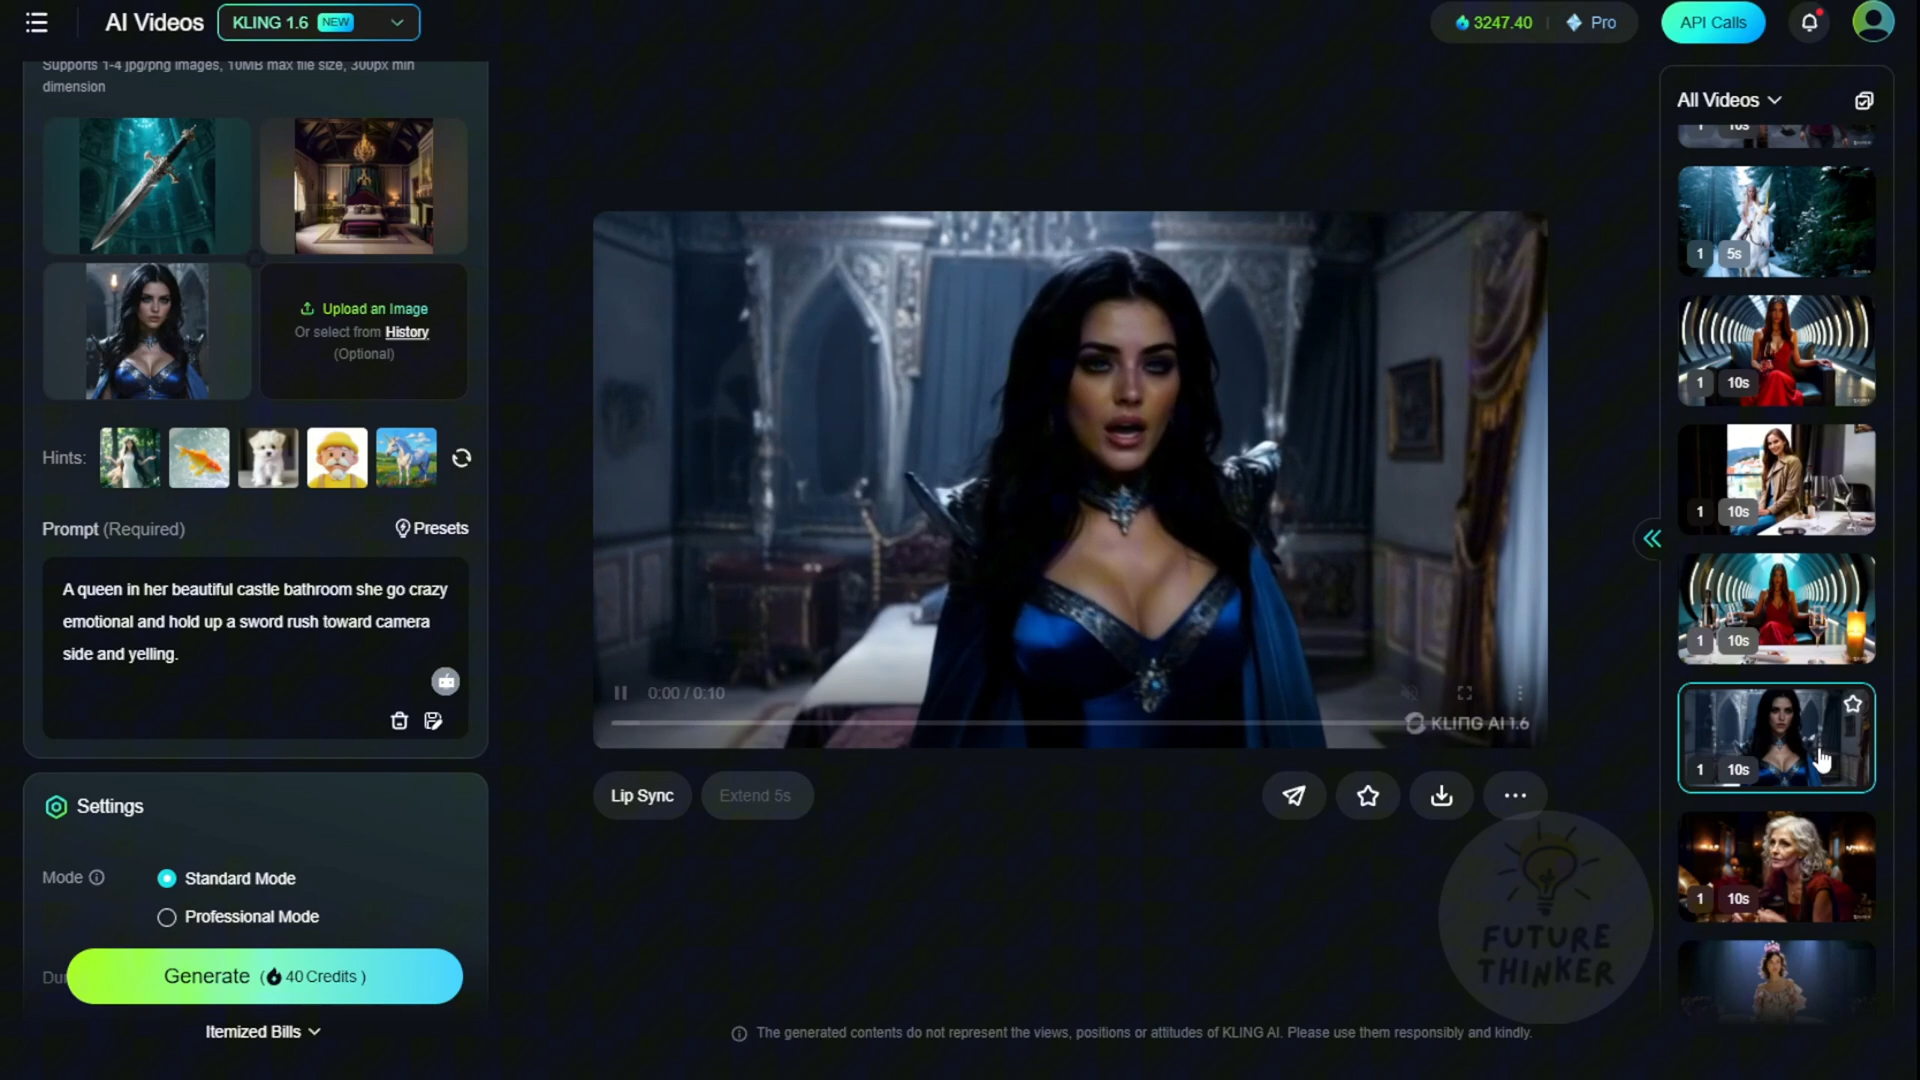 AI Videos
KLING 1.6 NEW
3247.40
Pro
API Calls
Supports 1-4 jpg/png images, 10MB max file size, 300px min
dimension
Upload an Image
Or select from History
(Optional)
Hints:
Prompt (Required)
Presets
A queen in her beautiful castle bathroom she go crazy
emotional and hold up a sword rush toward camera
side and yelling.
Settings
Mode
Standard Mode
Professional Mode
Generate (40 Credits)
Itemized Bills
0:00 / 0:10
KLING AI 1.6
Lip Sync
Extend 5s
FUTURE
THINKER
The generated contents do not represent the views, positions or attitudes of KLING AI. Please use them responsibly and kindly.
All Videos
1 10s
1 5s
1 10s
1 10s
1 10s
1 10s
1 10s